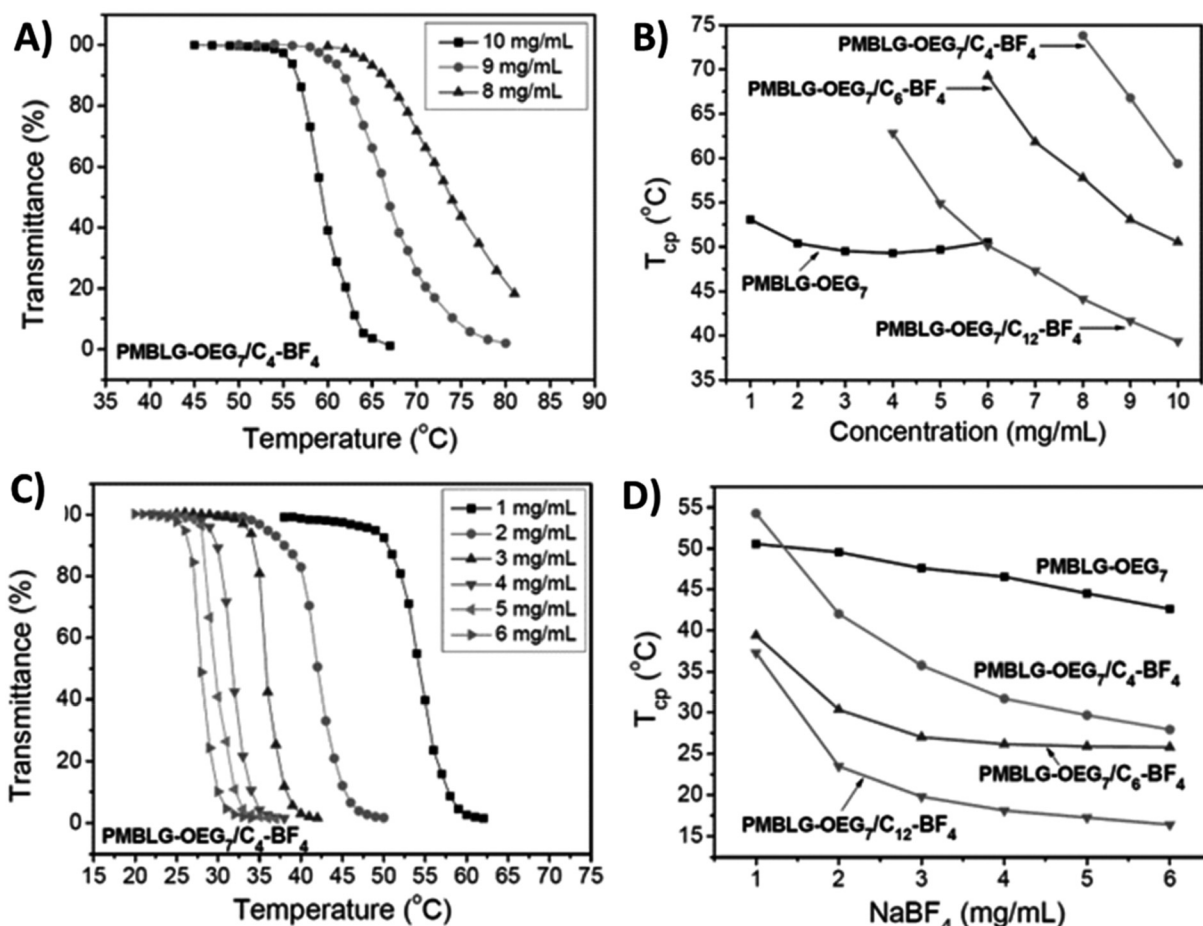 A)
00
80
60
40
20
0
Transmittance (%)
10 mg/mL
9 mg/mL
8 mg/mL
PMBLG-OEG₇/C₄-BF₄
35 40 45 50 55 60 65 70 75 80 85 90
Temperature (°C)
B)
75
70
65
60
55
50
45
40
35
T_cp (°C)
PMBLG-OEG₇/C₄-BF₄
PMBLG-OEG₇/C₆-BF₄
PMBLG-OEG₇
PMBLG-OEG₇/C₁₂-BF₄
1 2 3 4 5 6 7 8 9 10
Concentration (mg/mL)
C)
00
80
60
40
20
0
Transmittance (%)
1 mg/mL
2 mg/mL
3 mg/mL
4 mg/mL
5 mg/mL
6 mg/mL
PMBLG-OEG₇/C₄-BF₄
15 20 25 30 35 40 45 50 55 60 65 70 75
Temperature (°C)
D)
55
50
45
40
35
30
25
20
15
T_cp (°C)
PMBLG-OEG₇
PMBLG-OEG₇/C₄-BF₄
PMBLG-OEG₇/C₆-BF₄
PMBLG-OEG₇/C₁₂-BF₄
1 2 3 4 5 6
NaBF₄ (mg/mL)